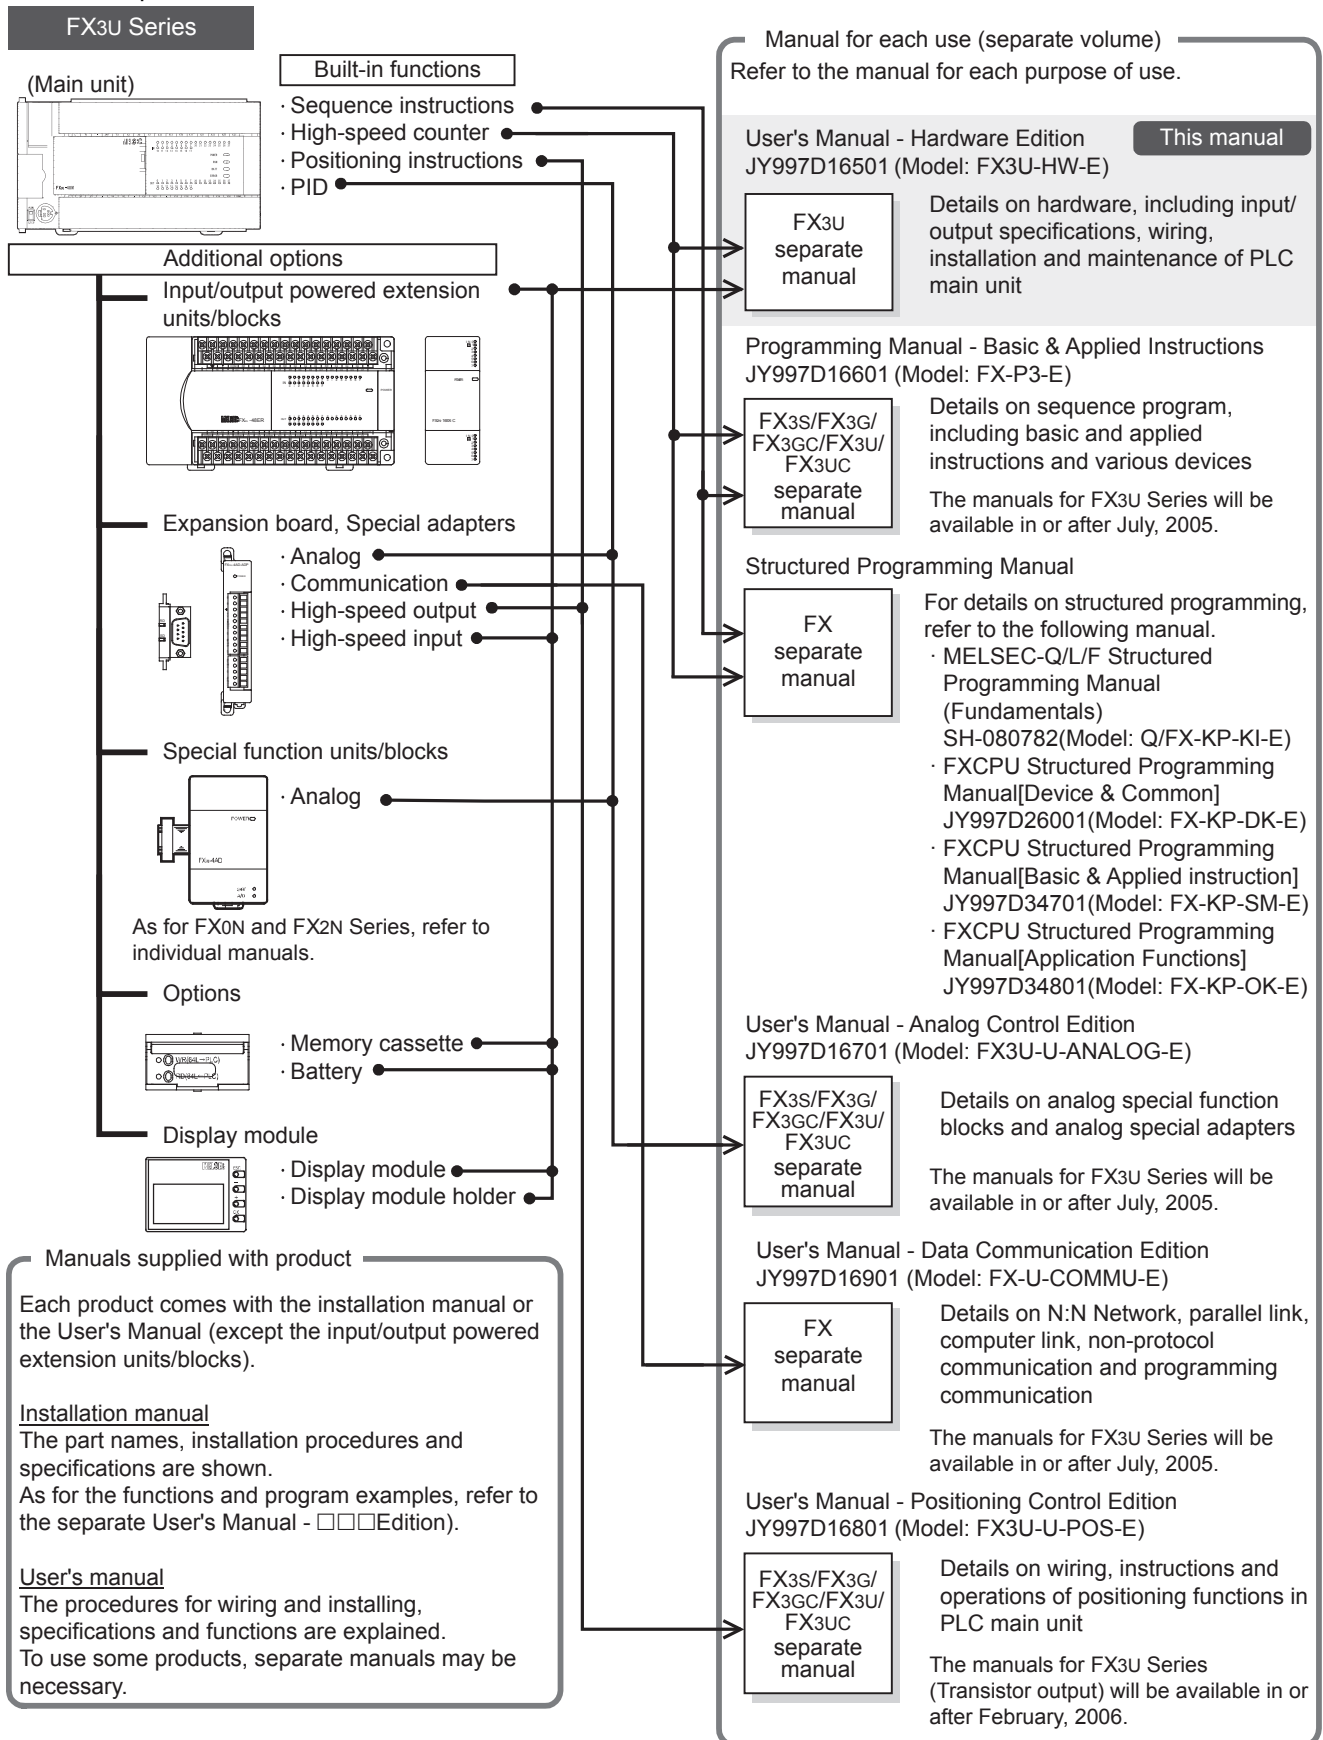 FX3U Series
(Main unit)
Built-in functions
· Sequence instructions
· High-speed counter
· Positioning instructions
· PID
Additional options
Input/output powered extension
units/blocks
Expansion board, Special adapters
· Analog
· Communication
· High-speed output
· High-speed input
Special function units/blocks
· Analog
POWER
As for FX0N and FX2N Series, refer to
individual manuals.
Options
· Memory cassette
· Battery
Display module
· Display module
· Display module holder
Manuals supplied with product
Each product comes with the installation manual or
the User's Manual (except the input/output powered
extension units/blocks).
Installation manual
The part names, installation procedures and
specifications are shown.
As for the functions and program examples, refer to
the separate User's Manual - □□□Edition).
User's manual
The procedures for wiring and installing,
specifications and functions are explained.
To use some products, separate manuals may be
necessary.
Manual for each use (separate volume)
Refer to the manual for each purpose of use.
User's Manual - Hardware Edition
This manual
JY997D16501 (Model: FX3U-HW-E)
FX3U
separate
manual
Details on hardware, including input/
output specifications, wiring,
installation and maintenance of PLC
main unit
Programming Manual - Basic & Applied Instructions
JY997D16601 (Model: FX-P3-E)
FX3S/FX3G/
FX3GC/FX3U/
FX3UC
separate
manual
Details on sequence program,
including basic and applied
instructions and various devices
The manuals for FX3U Series will be
available in or after July, 2005.
Structured Programming Manual
FX
separate
manual
For details on structured programming,
refer to the following manual.
· MELSEC-Q/L/F Structured
Programming Manual
(Fundamentals)
SH-080782(Model: Q/FX-KP-KI-E)
· FXCPU Structured Programming
Manual[Device & Common]
JY997D26001(Model: FX-KP-DK-E)
· FXCPU Structured Programming
Manual[Basic & Applied instruction]
JY997D34701(Model: FX-KP-SM-E)
· FXCPU Structured Programming
Manual[Application Functions]
JY997D34801(Model: FX-KP-OK-E)
User's Manual - Analog Control Edition
JY997D16701 (Model: FX3U-U-ANALOG-E)
FX3S/FX3G/
FX3GC/FX3U/
FX3UC
separate
manual
Details on analog special function
blocks and analog special adapters
The manuals for FX3U Series will be
available in or after July, 2005.
User's Manual - Data Communication Edition
JY997D16901 (Model: FX-U-COMMU-E)
FX
separate
manual
Details on N:N Network, parallel link,
computer link, non-protocol
communication and programming
communication
The manuals for FX3U Series will be
available in or after July, 2005.
User's Manual - Positioning Control Edition
JY997D16801 (Model: FX3U-U-POS-E)
FX3S/FX3G/
FX3GC/FX3U/
FX3UC
separate
manual
Details on wiring, instructions and
operations of positioning functions in
PLC main unit
The manuals for FX3U Series
(Transistor output) will be available in or
after February, 2006.